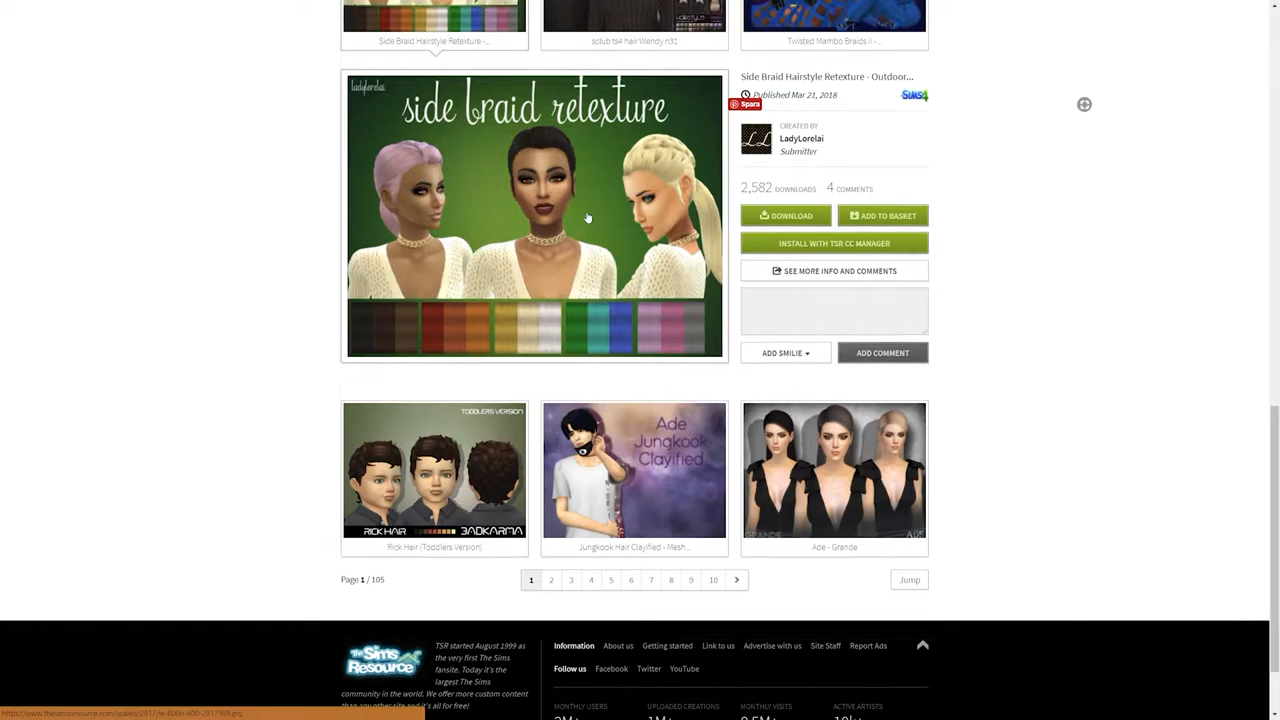 Side Braid Hairstyle Retexture -...
sclub ts4 hair Wendy n31
Twisted Mambo Braids II -...
ladylorelai
side braid retexture
Side Braid Hairstyle Retexture - Outdoor...
Published Mar 21, 2018
SIMS4
Spara
LL
CREATED BY
LadyLorelai
Submitter
2,582 DOWNLOADS 4 COMMENTS
DOWNLOAD
ADD TO BASKET
INSTALL WITH TSR CC MANAGER
SEE MORE INFO AND COMMENTS
ADD SMILIE
ADD COMMENT
TODDLERS VERSION
RICK HAIR
BADKARMA
Rick Hair (Toddlers Version)
Ade
Jungkook
Clayified
Jungkook Hair Clayified - Mesh...
GRANDE
ADE
Ade - Grande
Page 1 / 105
1 2 3 4 5 6 7 8 9 10
Jump
The Sims Resource
TSR started August 1999 as
the very first The Sims
fansite. Today it's the
largest The Sims
community in the world. We offer more custom content
than any other site and it's all for free!
Information About us Getting started Link to us Advertise with us Site Staff Report Ads
Follow us Facebook Twitter YouTube
MONTHLY USERS UPLOADED CREATIONS MONTHLY VISITS ACTIVE ARTISTS